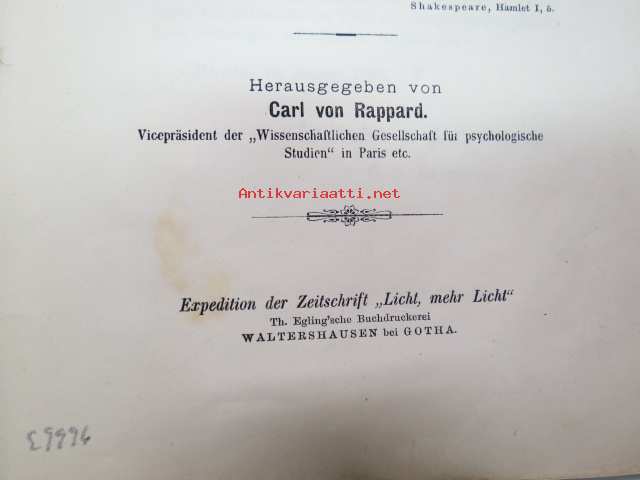 Shakespeare, Hamlet I, 5.
Herausgegeben von
Carl von Rappard.
Vicepräsident der „Wissenschaftlichen Gesellschaft für psychologische
Studien“ in Paris etc.
Antikvariaatti.net
Expedition der Zeitschrift „Licht, mehr Licht“
Th. Egling'sche Buchdruckerei
WALTERSHAUSEN bei GOTHA.